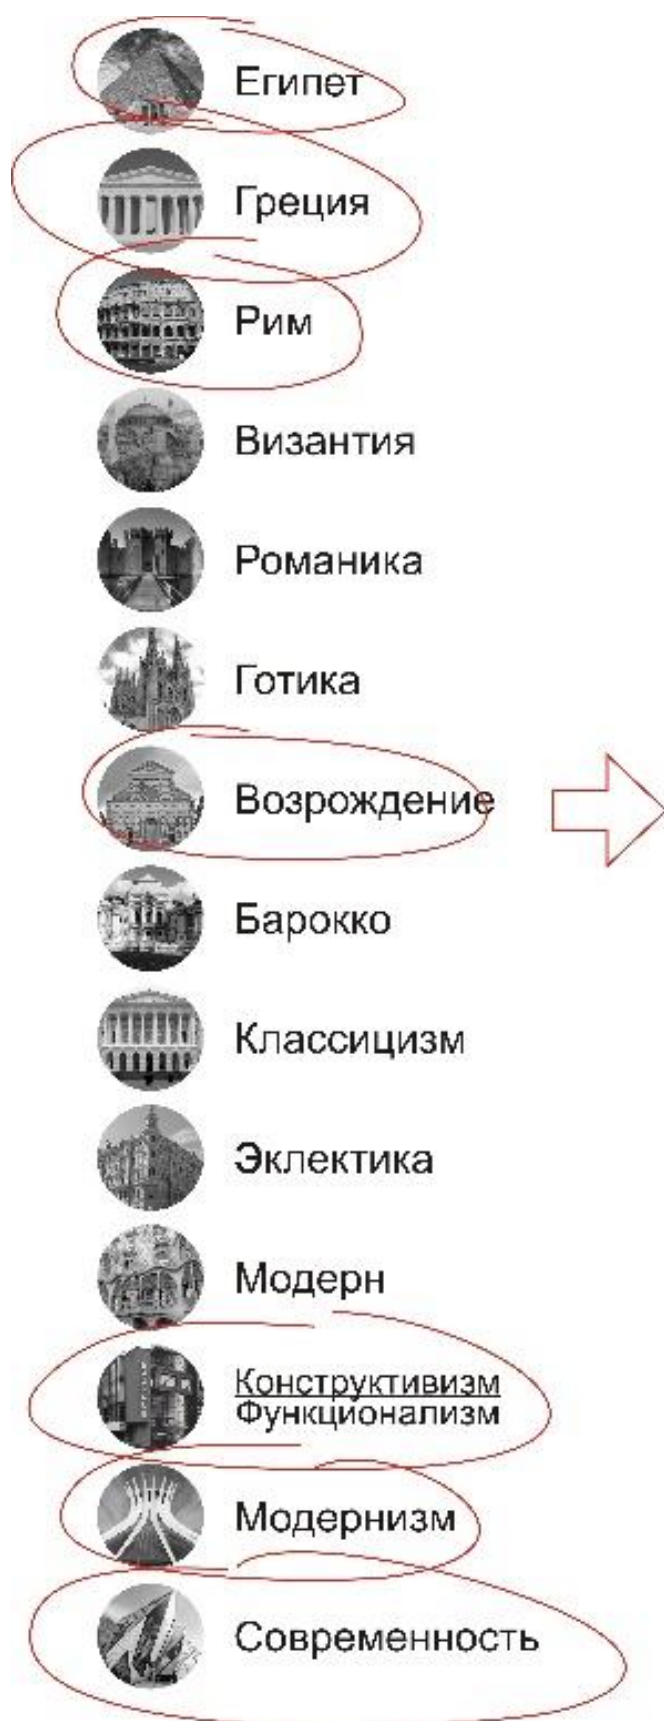 Египет
Греция
Рим
Византия
Романика
Готика
Возрождение
Барокко
Классицизм
Эклектика
Модерн
Конструктивизм
Функционализм
Модернизм
Современность